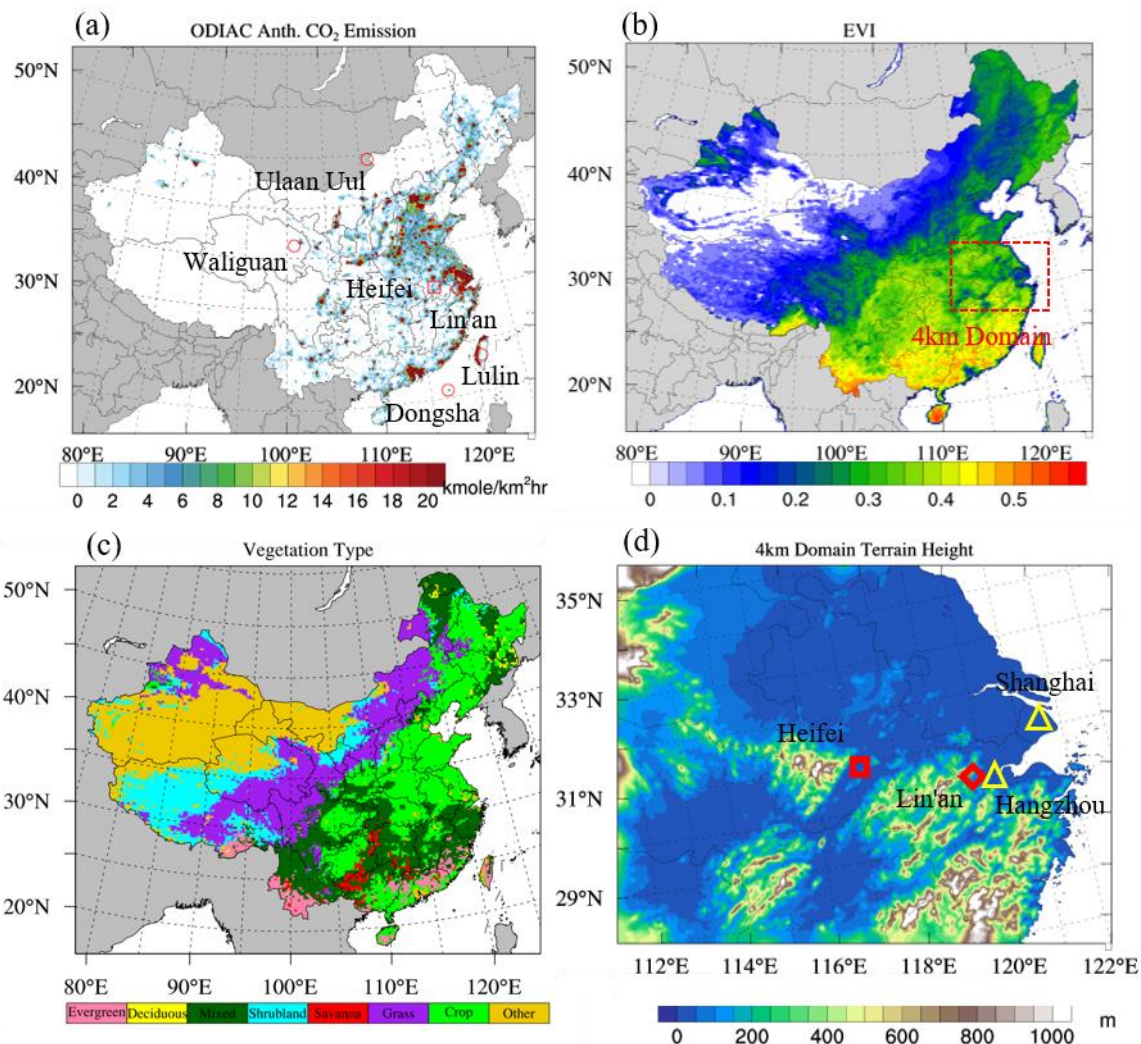 (a)
ODIAC Anth. CO₂ Emission
50°N
40°N
30°N
20°N
Ulaan Uul
Waliguan
Heifei
Lin'an
Lulin
Dongsha
80°E 90°E 100°E 110°E 120°E
0 2 4 6 8 10 12 14 16 18 20 kmole/km²hr
(b)
EVI
50°N
40°N
30°N
20°N
4km Domain
80°E 90°E 100°E 110°E 120°E
0 0.1 0.2 0.3 0.4 0.5
(c)
Vegetation Type
50°N
40°N
30°N
20°N
80°E 90°E 100°E 110°E 120°E
Evergreen Deciduous Mixed Shrubland Savanna Grass Crop Other
(d)
4km Domain Terrain Height
35°N
33°N
31°N
29°N
Shanghai
Heifei
Lin'an
Hangzhou
112°E 114°E 116°E 118°E 120°E 122°E
0 200 400 600 800 1000 m